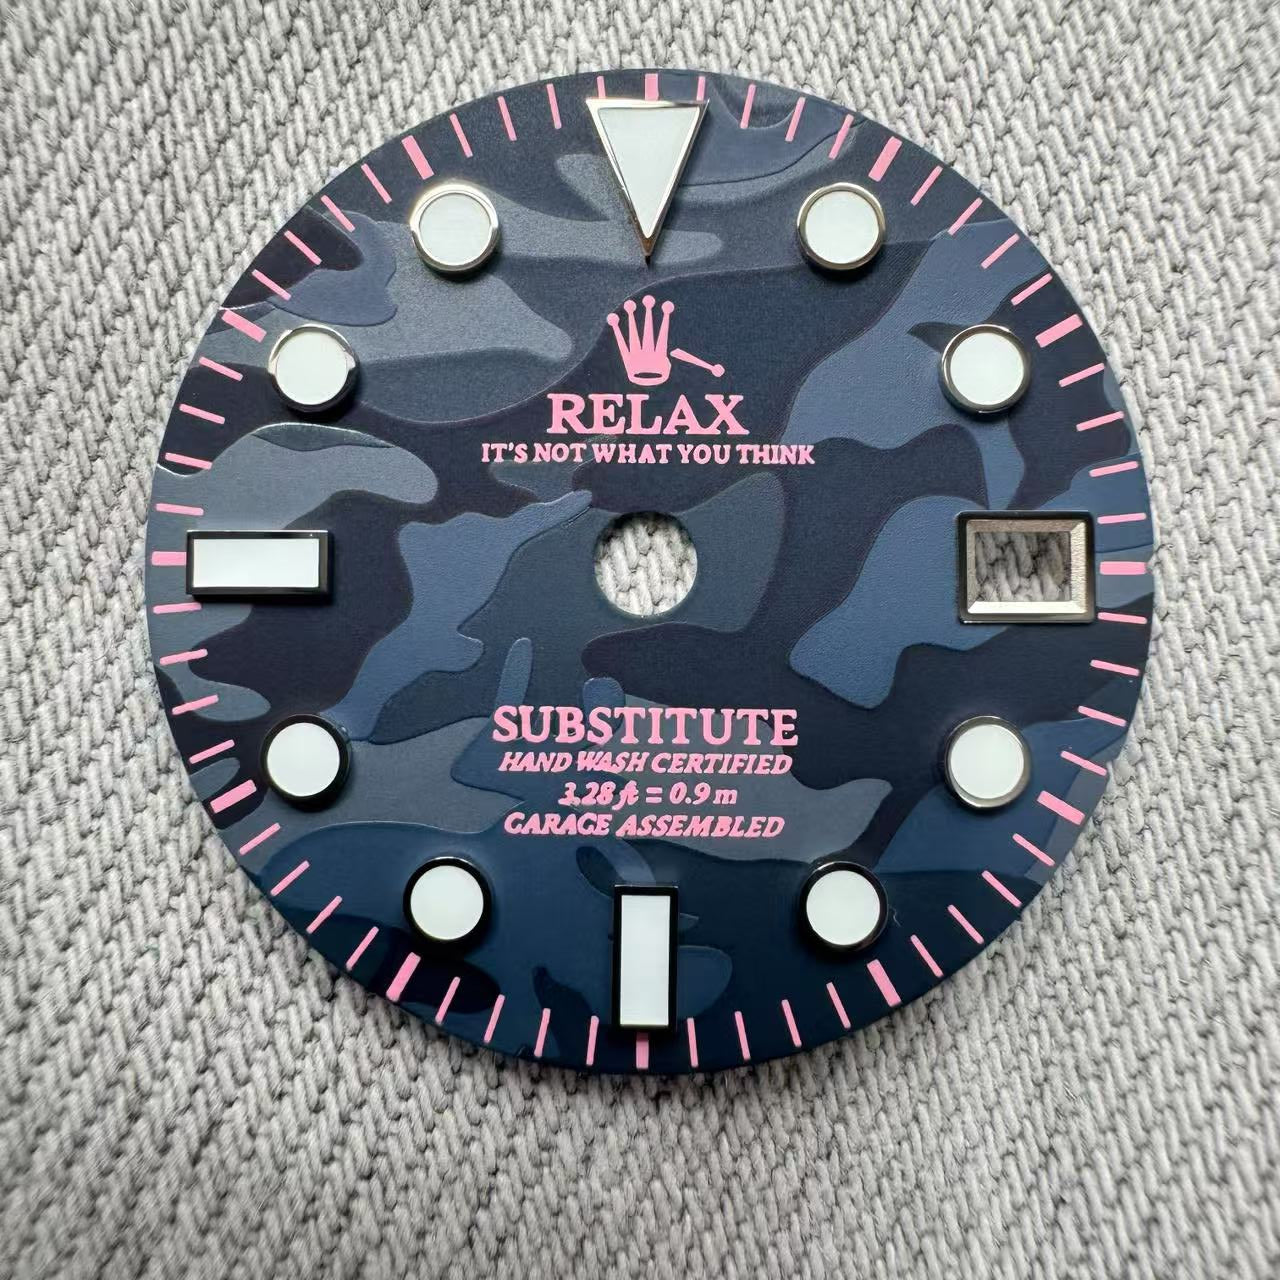 RELAX
IT'S NOT WHAT YOU THINK
SUBSTITUTE
HAND WASH CERTIFIED
3.28 ft = 0.9 m
GARAGE ASSEMBLED